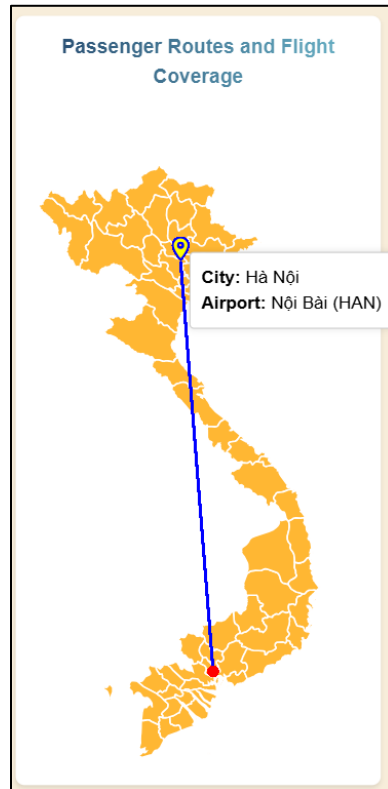 Passenger Routes and Flight
Coverage
City: Hà Nội
Airport: Nội Bài (HAN)